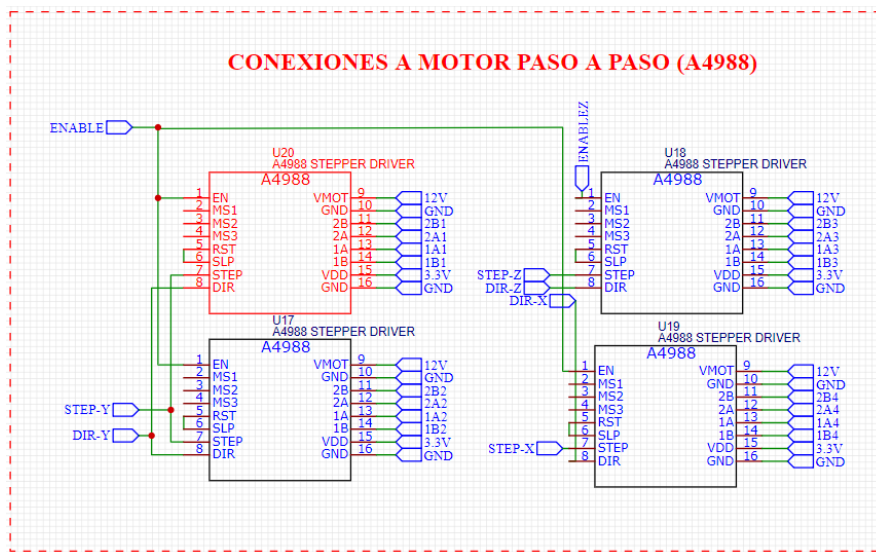 CONEXIONES A MOTOR PASO A PASO (A4988)
ENABLE
U20
A4988 STEPPER DRIVER
A4988
1 EN VMOT 9 12V
2 MS1 GND 10 GND
3 MS2 2B 11 2B1
4 MS3 2A 12 2A1
5 RST 1A 13 1A1
6 SLP 1B 14 1B1
7 STEP VDD 15 3.3V
8 DIR GND 16 GND
U17
A4988 STEPPER DRIVER
A4988
1 EN VMOT 9 12V
2 MS1 GND 10 GND
3 MS2 2B 11 2B2
4 MS3 2A 12 2A2
STEP-Y 5 RST 1A 13 1A2
6 SLP 1B 14 1B2
DIR-Y 7 STEP VDD 15 3.3V
8 DIR GND 16 GND
ENABLEZ
U18
A4988 STEPPER DRIVER
A4988
1 EN VMOT 9 12V
2 MS1 GND 10 GND
3 MS2 2B 11 2B3
4 MS3 2A 12 2A3
5 RST 1A 13 1A3
6 SLP 1B 14 1B3
STEP-Z 7 STEP VDD 15 3.3V
DIR-Z 8 DIR GND 16 GND
DIR-X
U19
A4988 STEPPER DRIVER
A4988
1 EN VMOT 9 12V
2 MS1 GND 10 GND
3 MS2 2B 11 2B4
4 MS3 2A 12 2A4
5 RST 1A 13 1A4
6 SLP 1B 14 1B4
STEP-X 7 STEP VDD 15 3.3V
8 DIR GND 16 GND